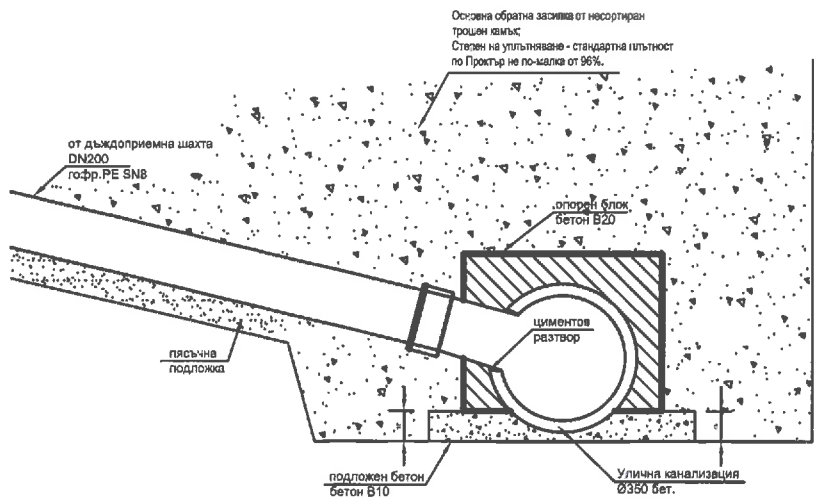 Основна обратна засипка от несортиран
трошен камък;
Степен на уплътняване - стандартна плътност
по Проктър не по-малка от 96%.
от дъждоприемна шахта
DN200
гофр.PE SN8
опорен блок
бетон B20
циментов
разтвор
пясъчна
подложка
подложен бетон
бетон B10
Улична канализация
Ø350 бет.